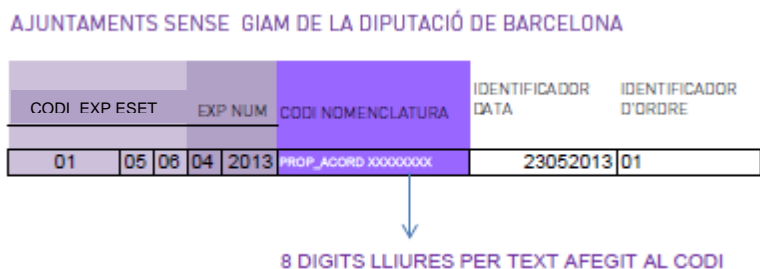 AJUNTAMENTS SENSE GIAM DE LA DIPUTACIÓ DE BARCELONA
CODI EXP ESET EXP NUM CODI NOMENCLATURA IDENTIFICADOR DATA IDENTIFICADOR D'ORDRE
01 05 06 04 2013 PROP_ACORD XXXXXXXX 23052013 01
8 DIGITS LLIURES PER TEXT AFEGIT AL CODI